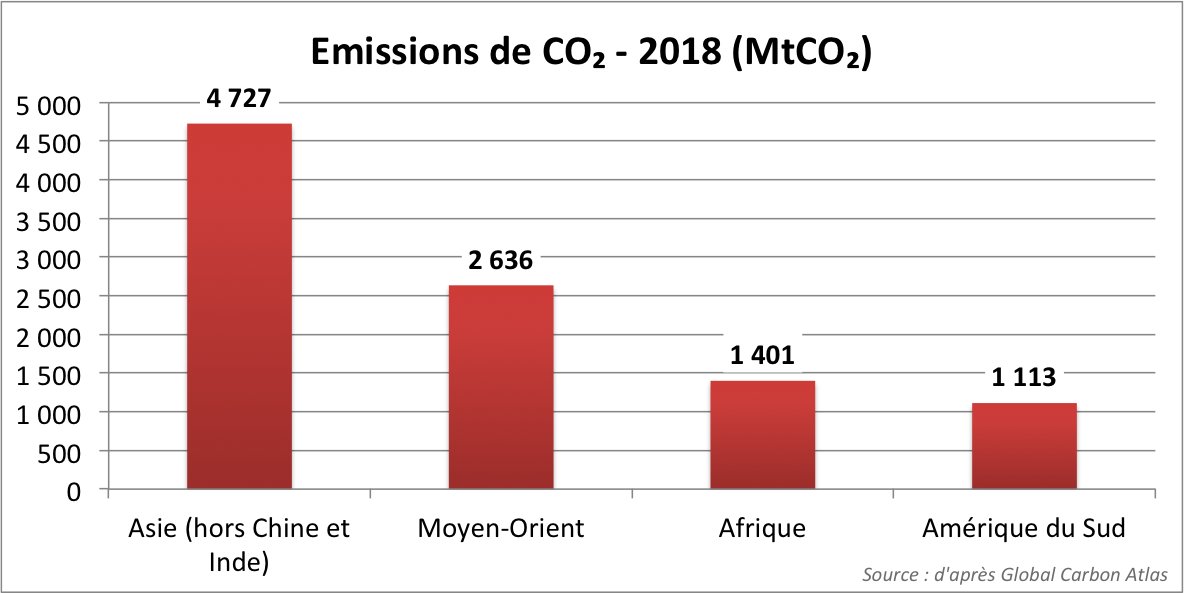 Emissions de CO₂ - 2018 (MtCO₂)
5 000
4 500
4 000
3 500
3 000
2 500
2 000
1 500
1 000
500
0
4 727
2 636
1 401
1 113
Asie (hors Chine et
Inde)
Moyen-Orient
Afrique
Amérique du Sud
Source : d'après Global Carbon Atlas